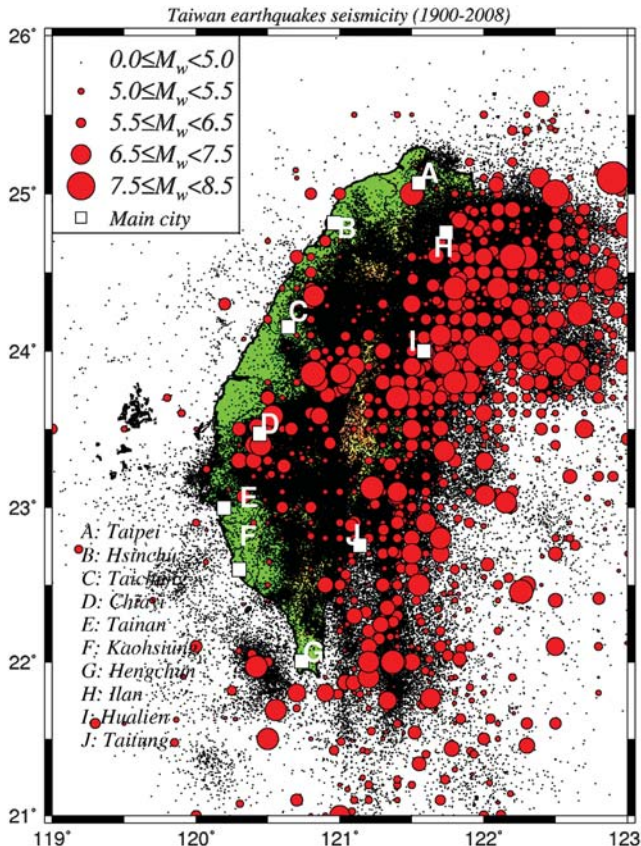 Taiwan earthquakes seismicity (1900-2008)
26°
0.0≤Mw<5.0
5.0≤Mw<5.5
5.5≤Mw<6.5
6.5≤Mw<7.5
7.5≤Mw<8.5
Main city
25°
24°
23°
22°
21°
A
B
H
C
I
D
E
F
J
G
A: Taipei
B: Hsinchu
C: Taichung
D: Chiayi
E: Tainan
F: Kaohsiung
G: Hengchun
H: Ilan
I: Hualien
J: Taitung
119° 120° 121° 122° 123